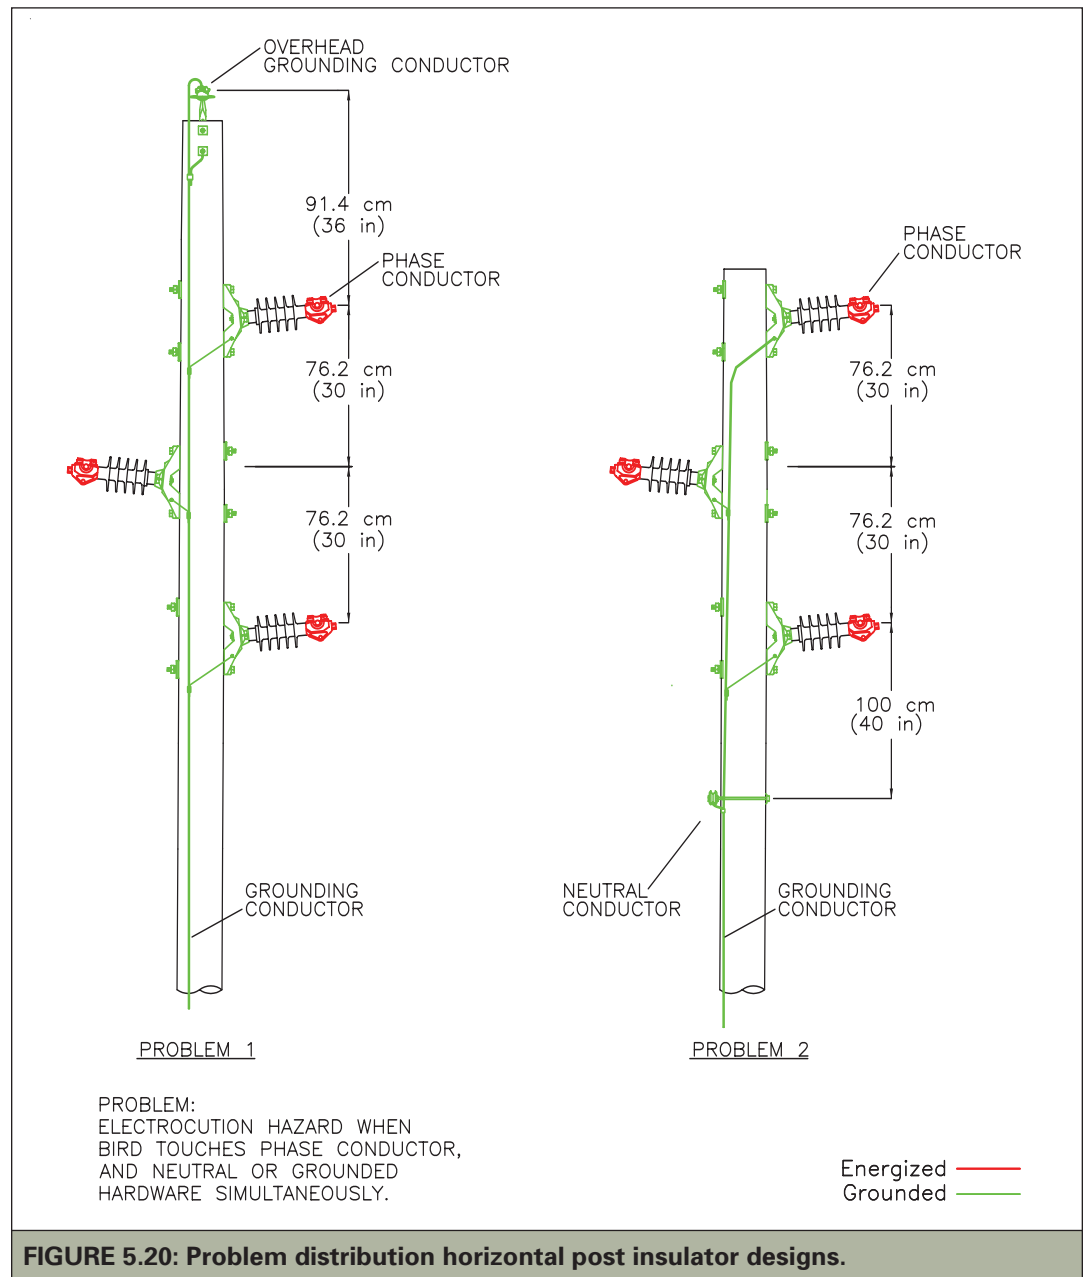 OVERHEAD
GROUNDING CONDUCTOR
91.4 cm
(36 in)
PHASE
CONDUCTOR
76.2 cm
(30 in)
76.2 cm
(30 in)
GROUNDING
CONDUCTOR
PROBLEM 1
PHASE
CONDUCTOR
76.2 cm
(30 in)
76.2 cm
(30 in)
100 cm
(40 in)
NEUTRAL
CONDUCTOR
GROUNDING
CONDUCTOR
PROBLEM 2
PROBLEM:
ELECTROCUTION HAZARD WHEN
BIRD TOUCHES PHASE CONDUCTOR,
AND NEUTRAL OR GROUNDED
HARDWARE SIMULTANEOUSLY.
Energized
Grounded
FIGURE 5.20: Problem distribution horizontal post insulator designs.